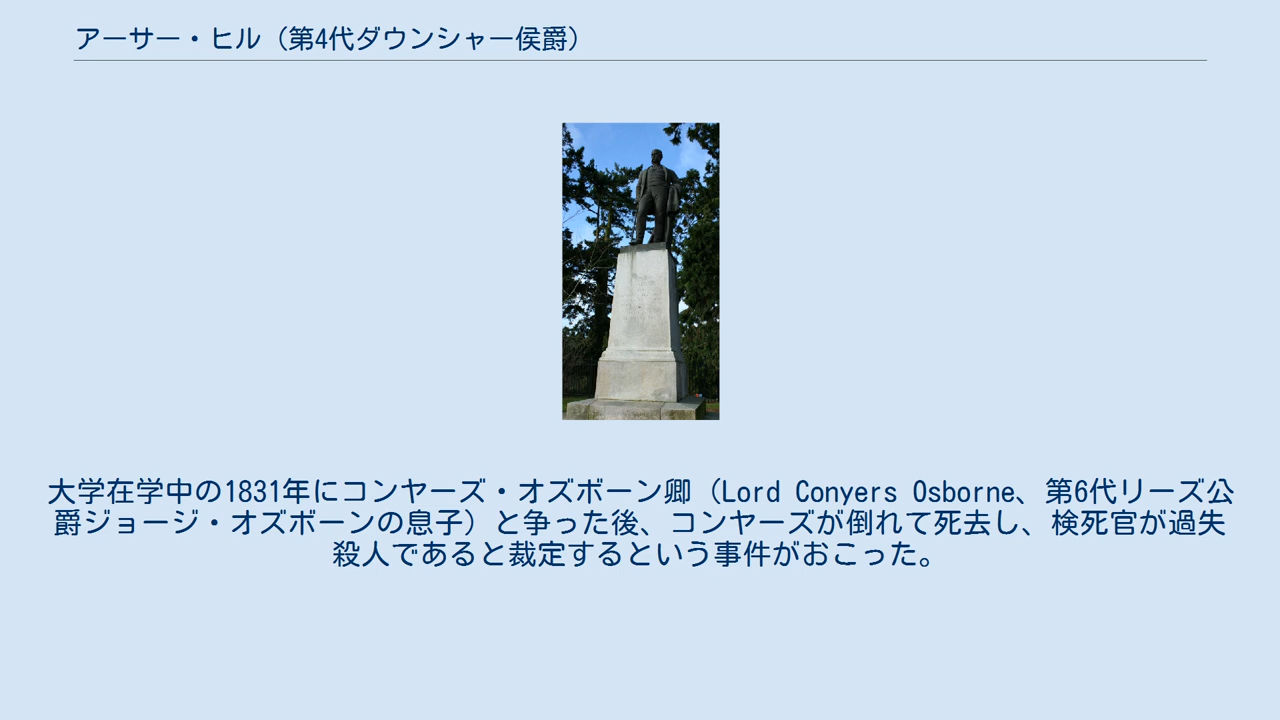 アーサー・ヒル（第4代ダウンシャー侯爵）
大学在学中の1831年にコンヤーズ・オズボーン卿（Lord Conyers Osborne、第6代リーズ公
爵ジョージ・オズボーンの息子）と争った後、コンヤーズが倒れて死去し、検死官が過失
殺人であると裁定するという事件がおこった。